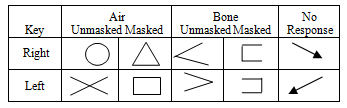 Air Bone No
Key Unmasked Masked Unmasked Masked Response
Right
Left